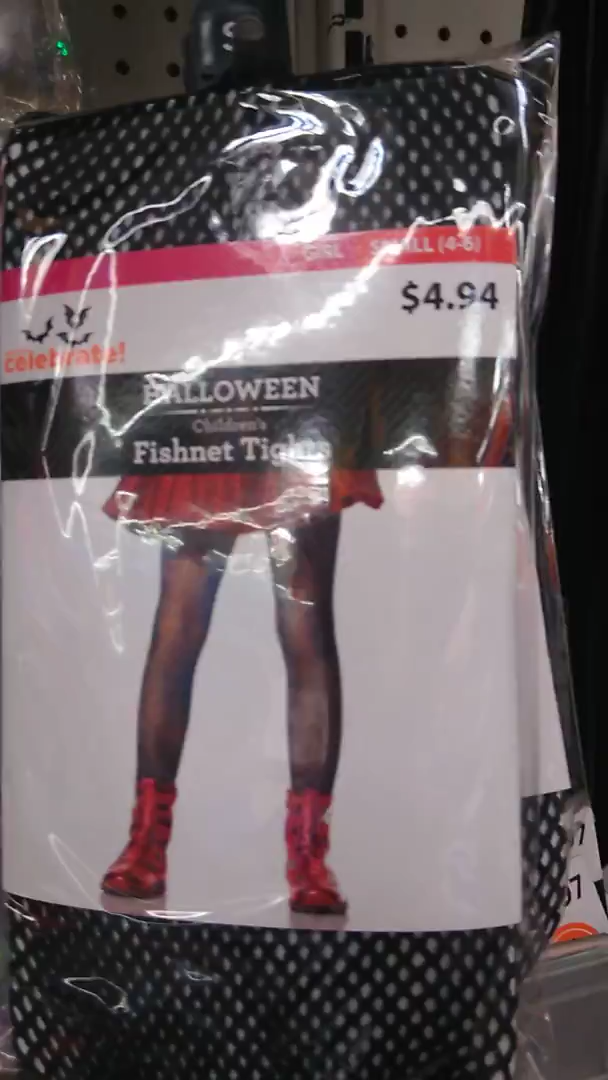 GIRL SMALL (4-6)
$4.94
celebrate!
HALLOWEEN
Children's
Fishnet Tights